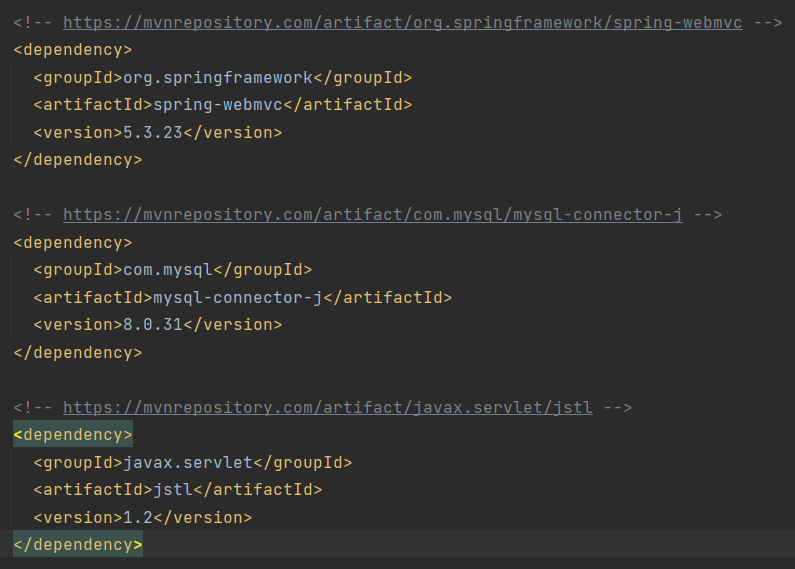 <!-- https://mvnrepository.com/artifact/org.springframework/spring-webmvc -->
<dependency>
  <groupId>org.springframework</groupId>
  <artifactId>spring-webmvc</artifactId>
  <version>5.3.23</version>
</dependency>

<!-- https://mvnrepository.com/artifact/com.mysql/mysql-connector-j -->
<dependency>
  <groupId>com.mysql</groupId>
  <artifactId>mysql-connector-j</artifactId>
  <version>8.0.31</version>
</dependency>

<!-- https://mvnrepository.com/artifact/javax.servlet/jstl -->
<dependency>
  <groupId>javax.servlet</groupId>
  <artifactId>jstl</artifactId>
  <version>1.2</version>
</dependency>